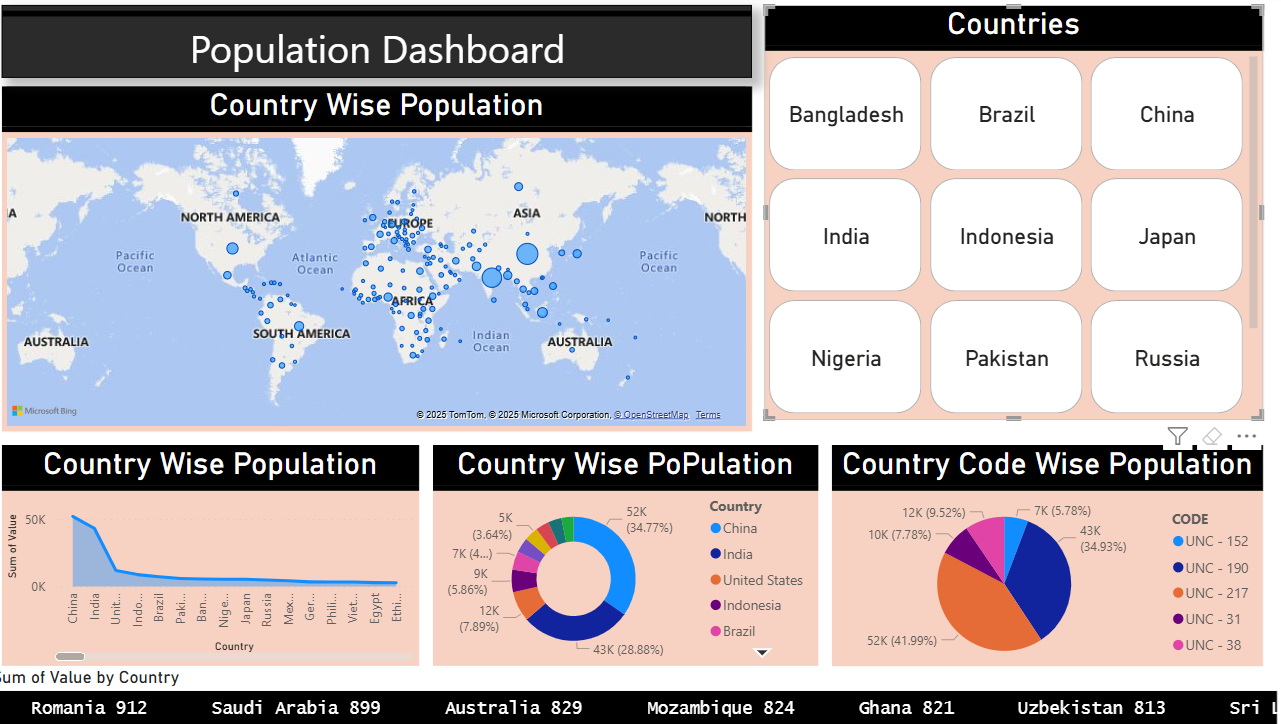 Population Dashboard
Country Wise Population
NORTH AMERICA
EUROPE
ASIA
NORTH
A
Pacific
Ocean
Atlantic
Ocean
Pacific
Ocean
AFRICA
SOUTH AMERICA
Indian
Ocean
AUSTRALIA
AUSTRALIA
Microsoft Bing
© 2025 TomTom, © 2025 Microsoft Corporation, © OpenStreetMap Terms
Countries
Bangladesh
Brazil
China
India
Indonesia
Japan
Nigeria
Pakistan
Russia
Country Wise Population
Sum of Value
50K
0K
China
India
Unit...
Indo...
Brazil
Paki...
Ban...
Nige...
Japan
Russia
Mex...
Ger...
Phili...
Viet...
Egypt
Ethi...
Country
Country Wise PoPulation
52K
(34.77%)
43K (28.88%)
12K
(7.89%)
9K
(5.86%)
7K (4...)
5K
(3.64%)
Country
China
India
United States
Indonesia
Brazil
Country Code Wise Population
7K (5.78%)
43K
(34.93%)
52K (41.99%)
10K (7.78%)
12K (9.52%)
CODE
UNC - 152
UNC - 190
UNC - 217
UNC - 31
UNC - 38
Sum of Value by Country
Romania 912 Saudi Arabia 899 Australia 829 Mozambique 824 Ghana 821 Uzbekistan 813 Sri L